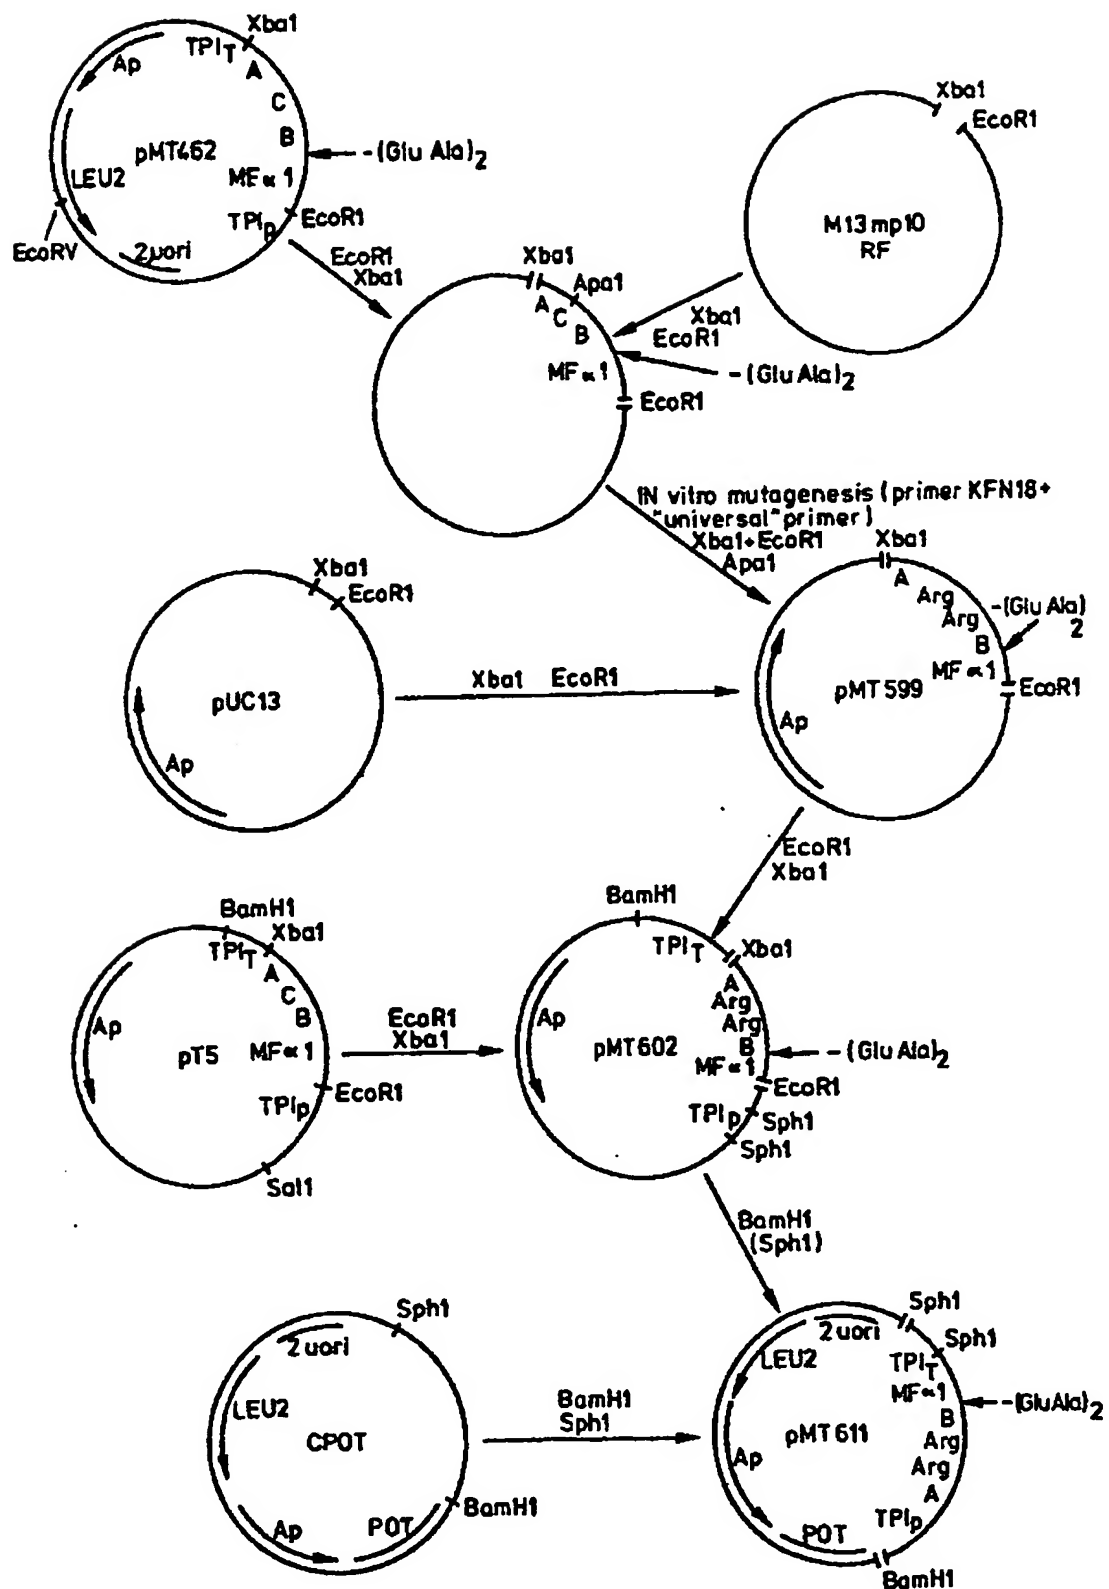 Xba1
TPIT
Ap
A
C
B
pMT462
-(Glu Ala)2
LEU2
MFα1
TPIp
EcoR1
EcoRV
2uori
EcoR1
Xba1
Xba1
EcoR1
M13mp10
RF
Xba1
EcoR1
Xba1
Apa1
A
C
B
MFα1
-(Glu Ala)2
EcoR1
IN vitro mutagenesis (primer KFN18+
"universal" primer)
Xba1+EcoR1
Apa1
Xba1
EcoR1
pUC13
Ap
Xba1 EcoR1
Xba1
A
Arg
Arg
B
-(Glu Ala)
2
MFα1
EcoR1
pMT599
Ap
EcoR1
Xba1
BamH1
TPIT
Xba1
A
C
B
Ap
pT5
MFα1
EcoR1
TPIp
Sal1
EcoR1
Xba1
BamH1
TPIT
Xba1
A
Arg
Arg
B
Ap
pMT602
MFα1
-(Glu Ala)2
EcoR1
TPIp
Sph1
Sph1
BamH1
(Sph1)
Sph1
2uori
LEU2
CPOT
Ap
POT
BamH1
BamH1
Sph1
Sph1
Sph1
2uori
LEU2
TPIT
MFα1
-(GluAla)2
B
Arg
Arg
A
pMT611
Ap
TPIp
POT
BamH1